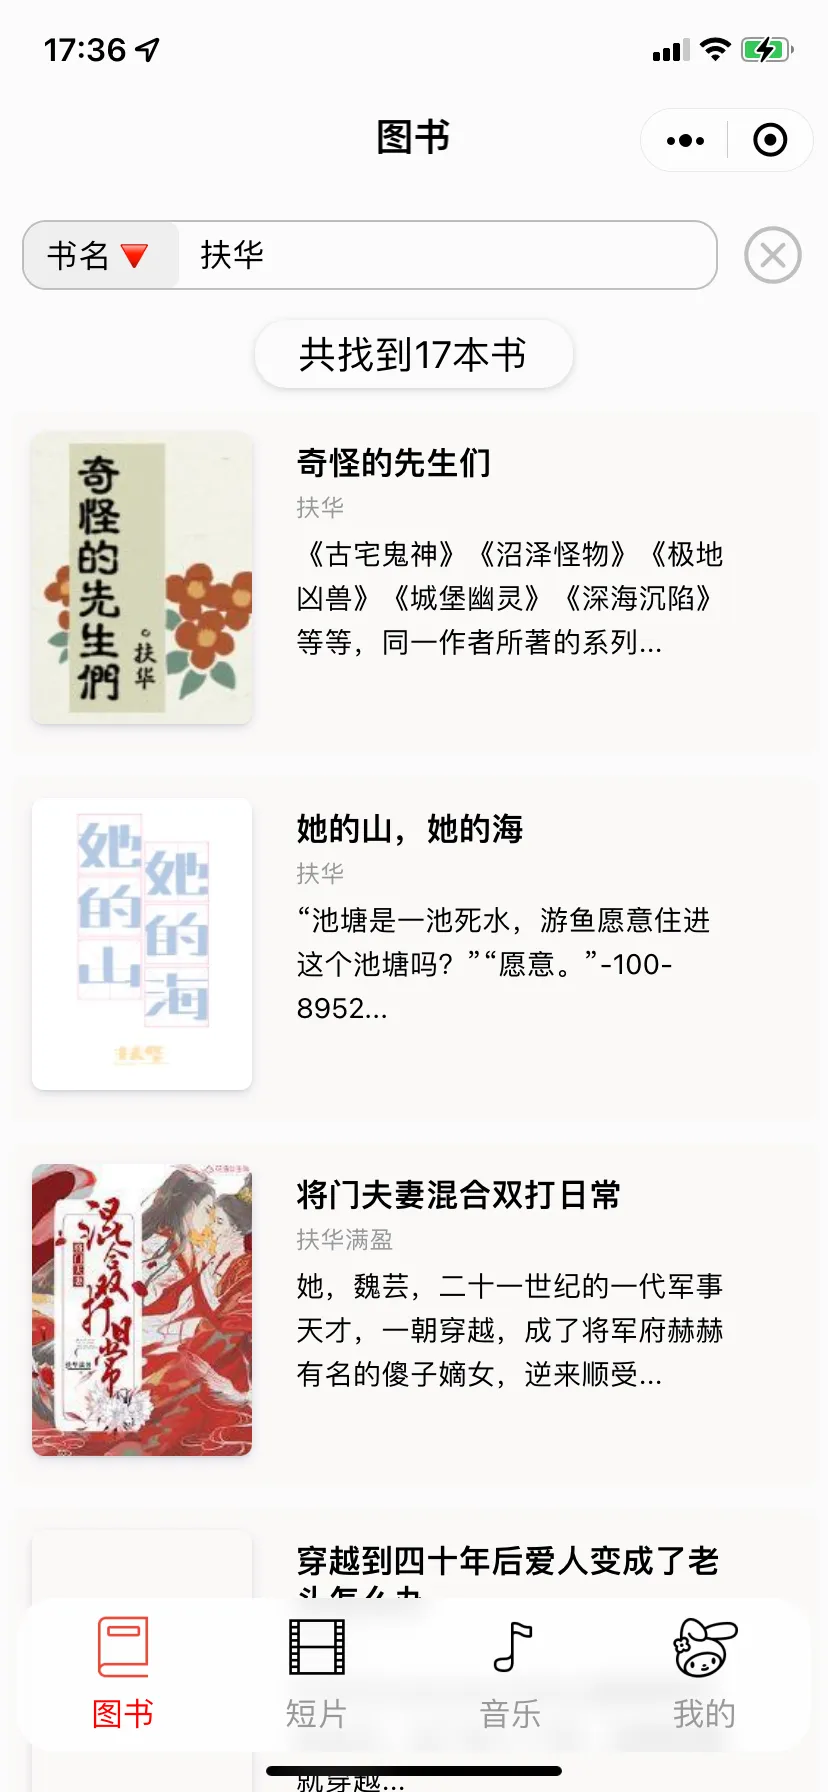 17:36
图书
书名 扶华
共找到17本书
奇怪的先生們
扶华
奇怪的先生们
扶华
《古宅鬼神》《沼泽怪物》《极地
凶兽》《城堡幽灵》《深海沉陷》
等等，同一作者所著的系列...
她的山
她的海
她的山，她的海
扶华
“池塘是一池死水，游鱼愿意住进
这个池塘吗？”“愿意。”-100-
8952...
混合双打日常
将门夫妻混合双打日常
扶华满盈
她，魏芸，二十一世纪的一代军事
天才，一朝穿越，成了将军府赫赫
有名的傻子嫡女，逆来顺受...
穿越到四十年后爱人变成了老
头怎么办
图书
短片
音乐
我的
就穿越...